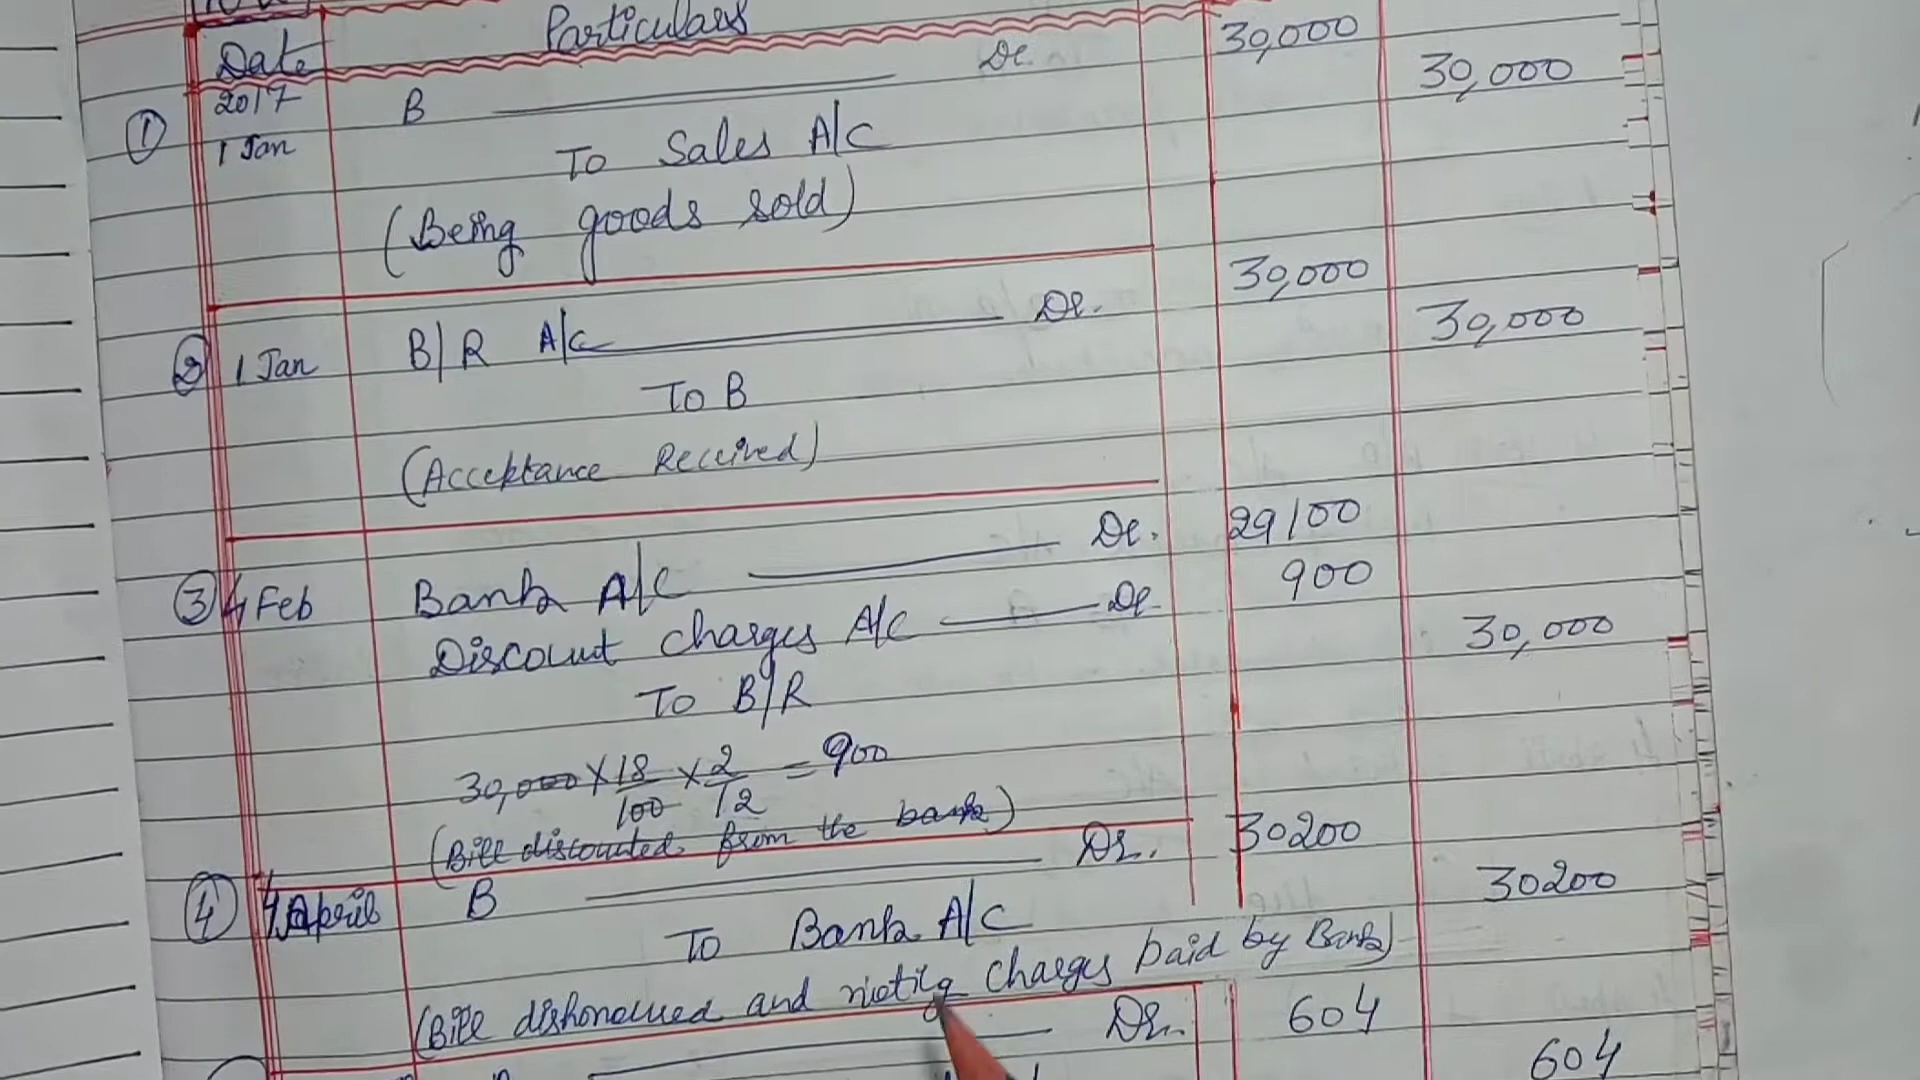 Date Particulars
2017
① 1 Jan B Dr. 30,000
To Sales A/C 30,000
(Being goods sold)
② 1 Jan B/R A/C Dr. 30,000
To B 30,000
(Acceptance Received)
③ 4 Feb Bank A/C Dr. 29100
Discount charges A/C Dr 900
To B/R 30,000
30,000 × 18/100 × 2/12 = 900
(Bill discounted from the bank)
④ 4 April B Dr. 30200
To Bank A/C 30200
(Bill dishonoured and noting charges paid by Bank)
Dr. 604
604